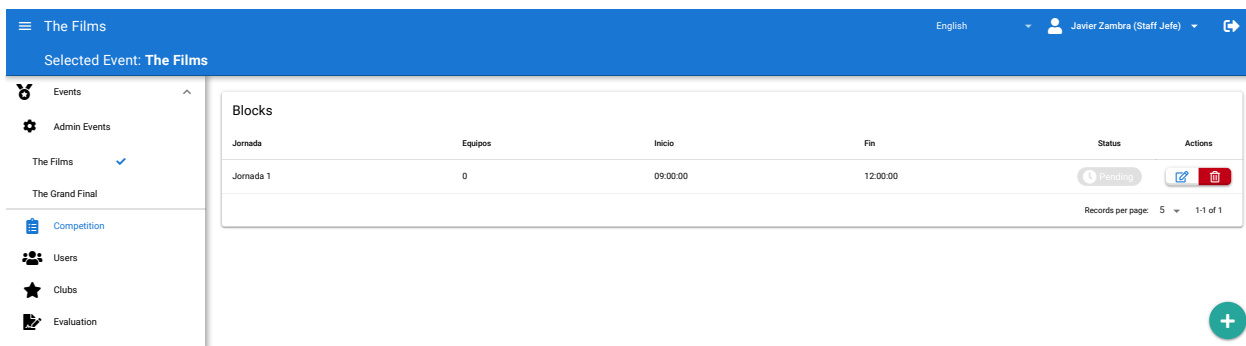 The Films
English
Javier Zambra (Staff Jefe)
Selected Event: The Films
Events
Admin Events
The Films
The Grand Final
Competition
Users
Clubs
Evaluation
Blocks
Jornada Equipos Inicio Fin Status Actions
Jornada 1 0 09:00:00 12:00:00 Pending
Records per page: 5 1-1 of 1